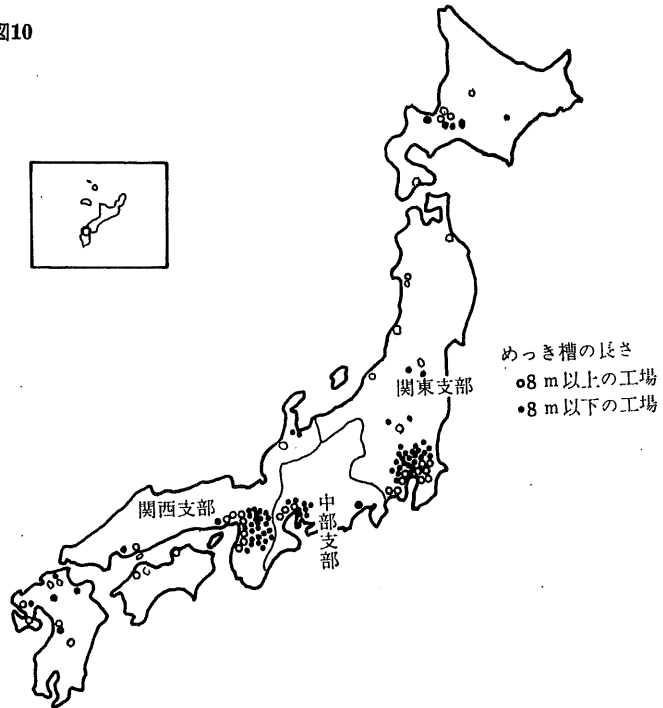 図10
めっき槽の長さ
○8m以上の工場
●8m以下の工場
関東支部
関西支部
中部支部